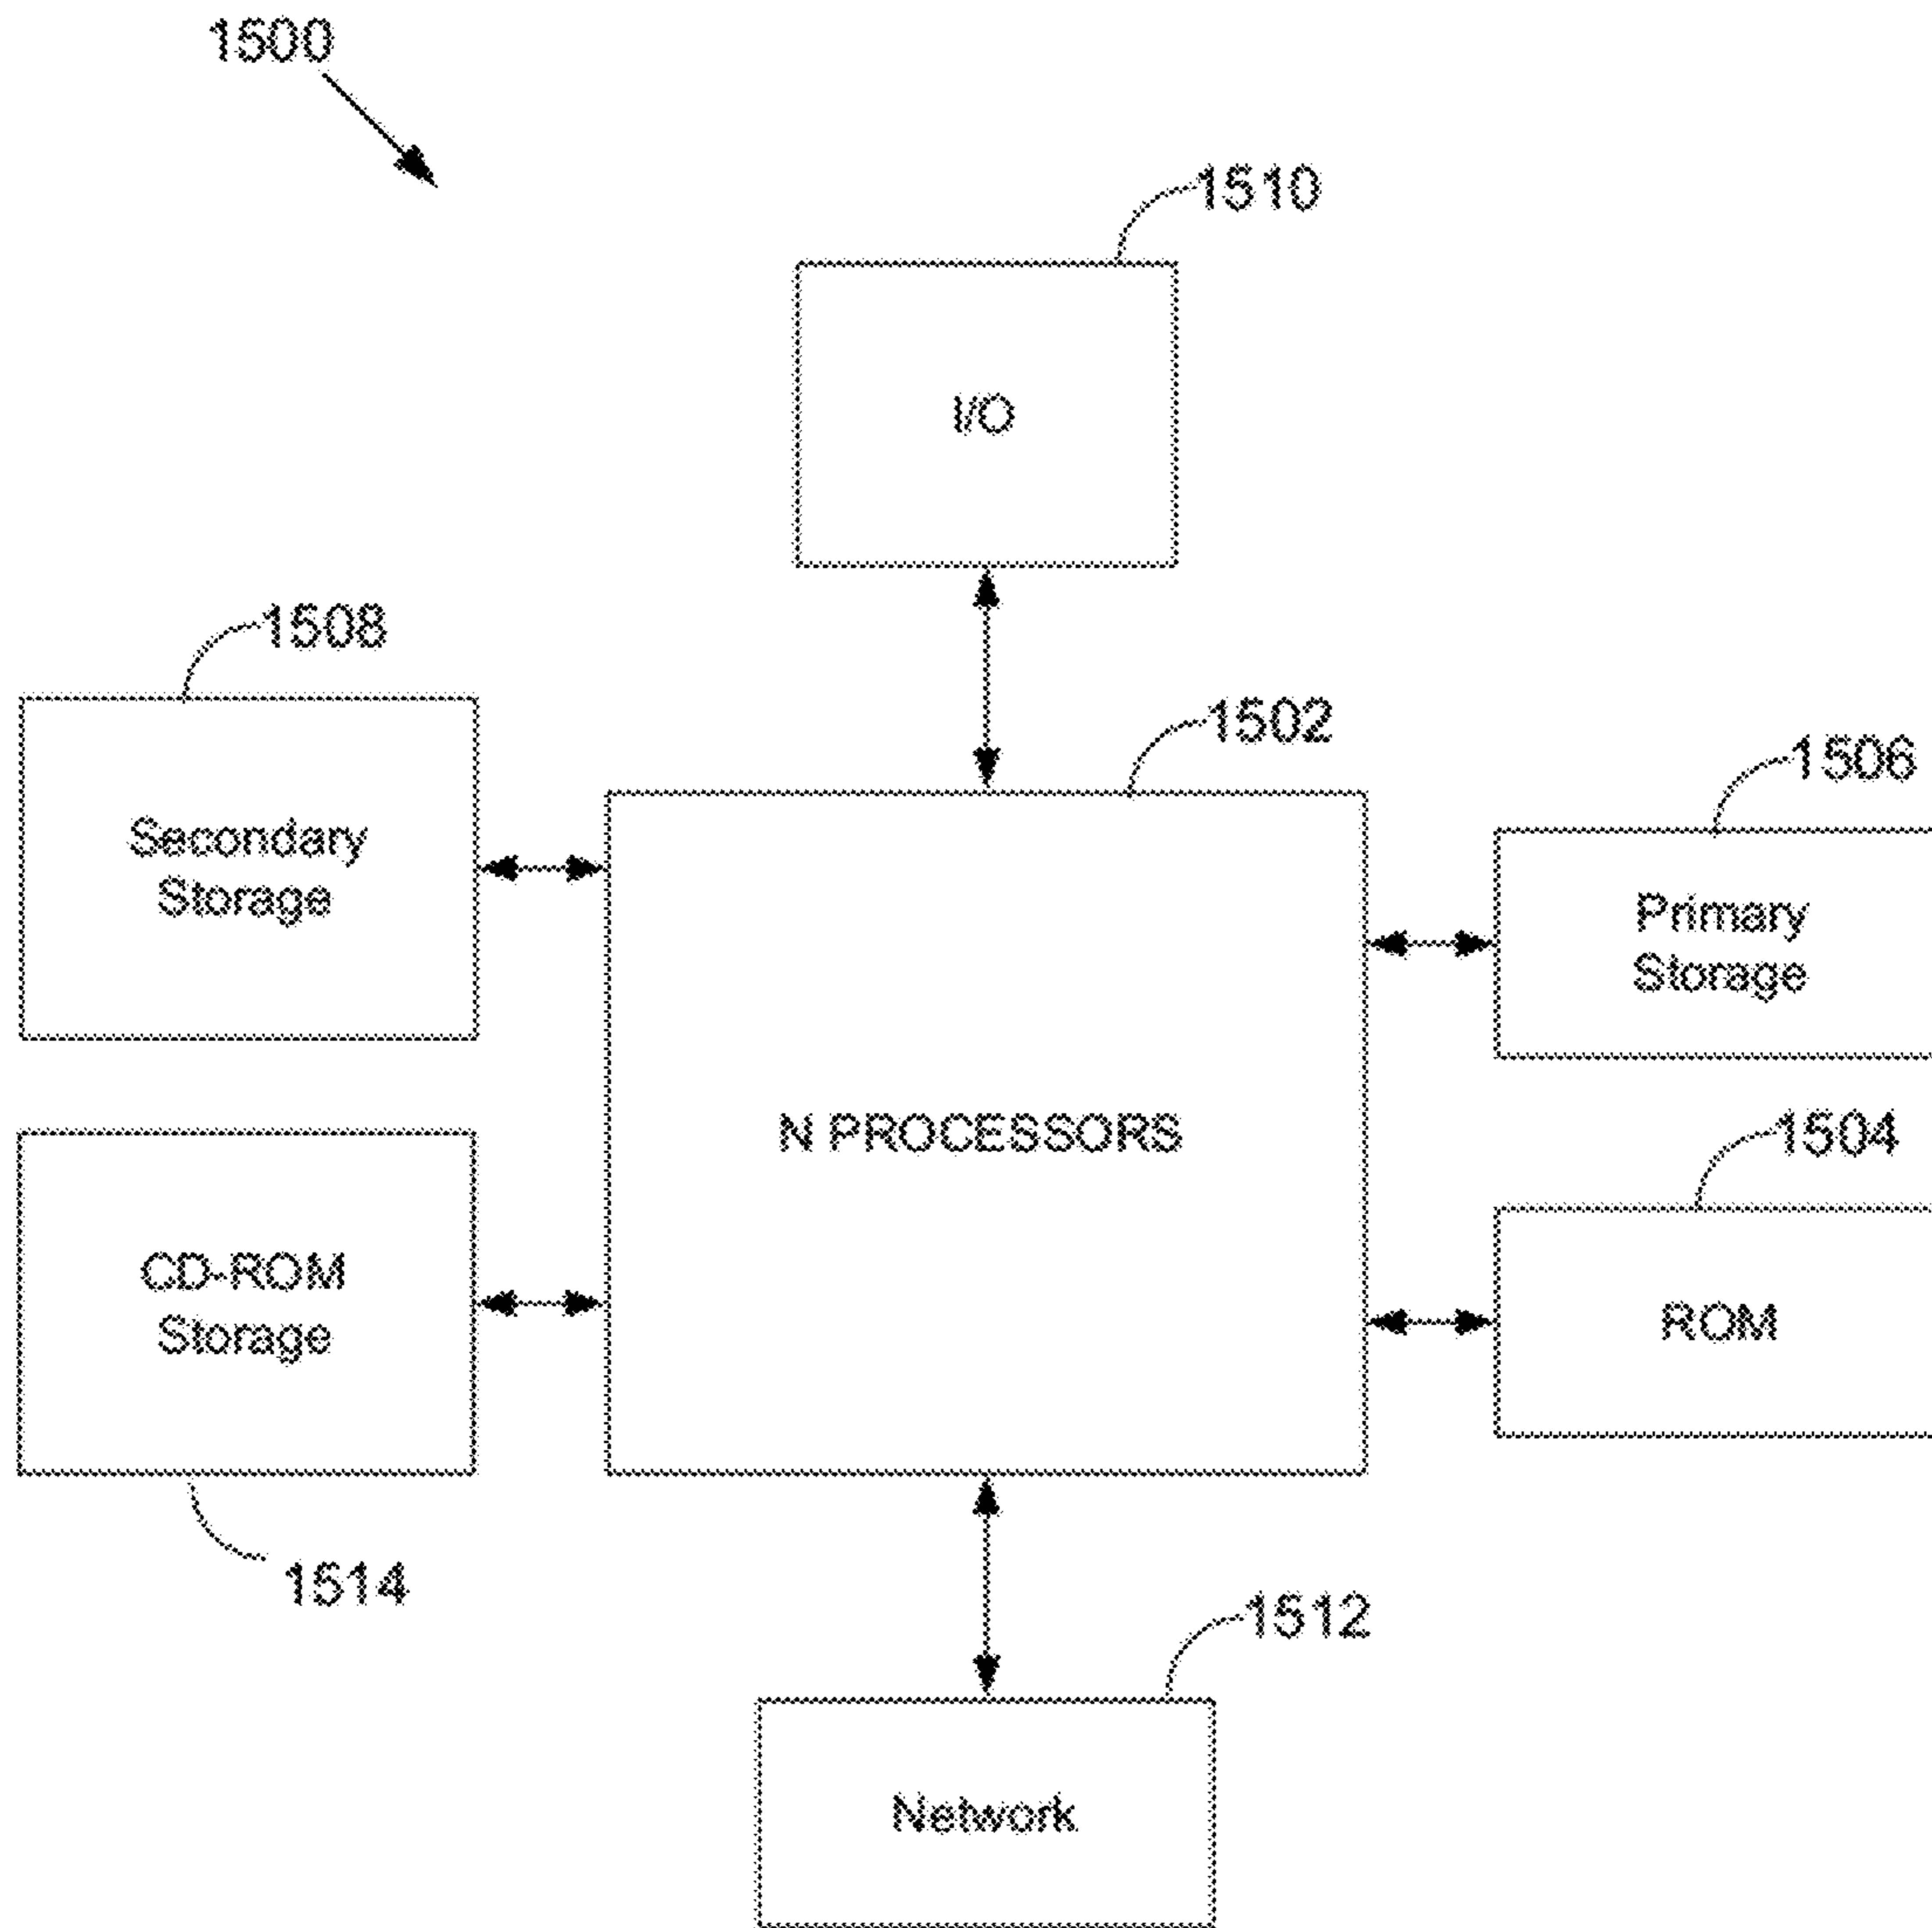 1500
1510
I/O
1508
1502
1506
Secondary
Storage
Primary
Storage
N PROCESSORS
1504
CD-ROM
Storage
ROM
1514
1512
Network